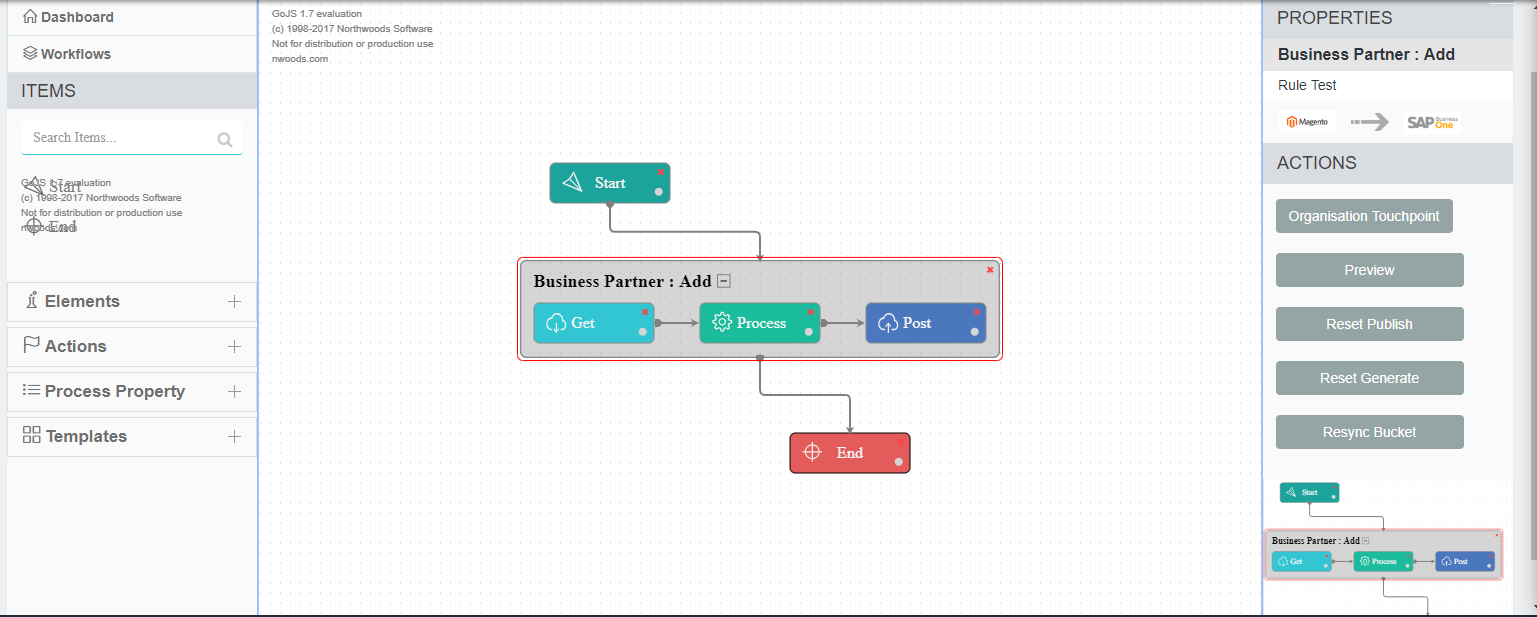 Dashboard
Workflows
ITEMS
Search Items...
GoJS 1.7 evaluation
Start
(c) 1998-2017 Northwoods Software
Not for distribution or production use
nwoods.com
End
Elements
Actions
Process Property
Templates
GoJS 1.7 evaluation
(c) 1998-2017 Northwoods Software
Not for distribution or production use
nwoods.com
Start
Business Partner : Add
Get
Process
Post
End
PROPERTIES
Business Partner : Add
Rule Test
Magento
SAP Business One
ACTIONS
Organisation Touchpoint
Preview
Reset Publish
Reset Generate
Resync Bucket
Start
Business Partner : Add
Get
Process
Post